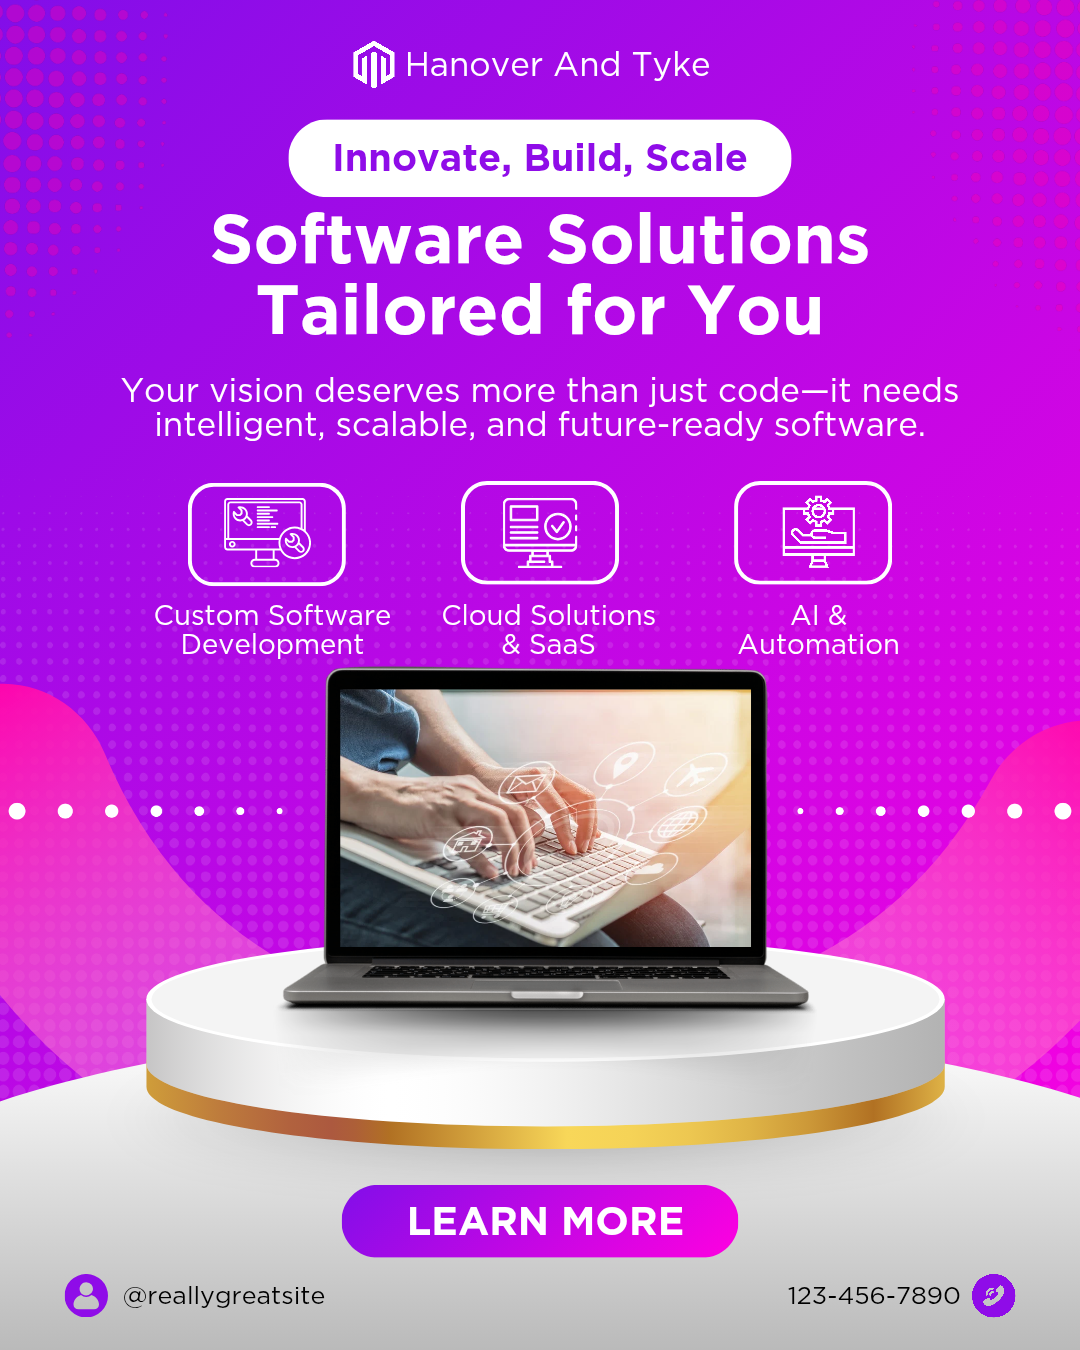 Hanover And Tyke
Innovate, Build, Scale
Software Solutions
Tailored for You
Your vision deserves more than just code—it needs
intelligent, scalable, and future-ready software.
Custom Software
Development
Cloud Solutions
& SaaS
AI &
Automation
LEARN MORE
@reallygreatsite
123-456-7890